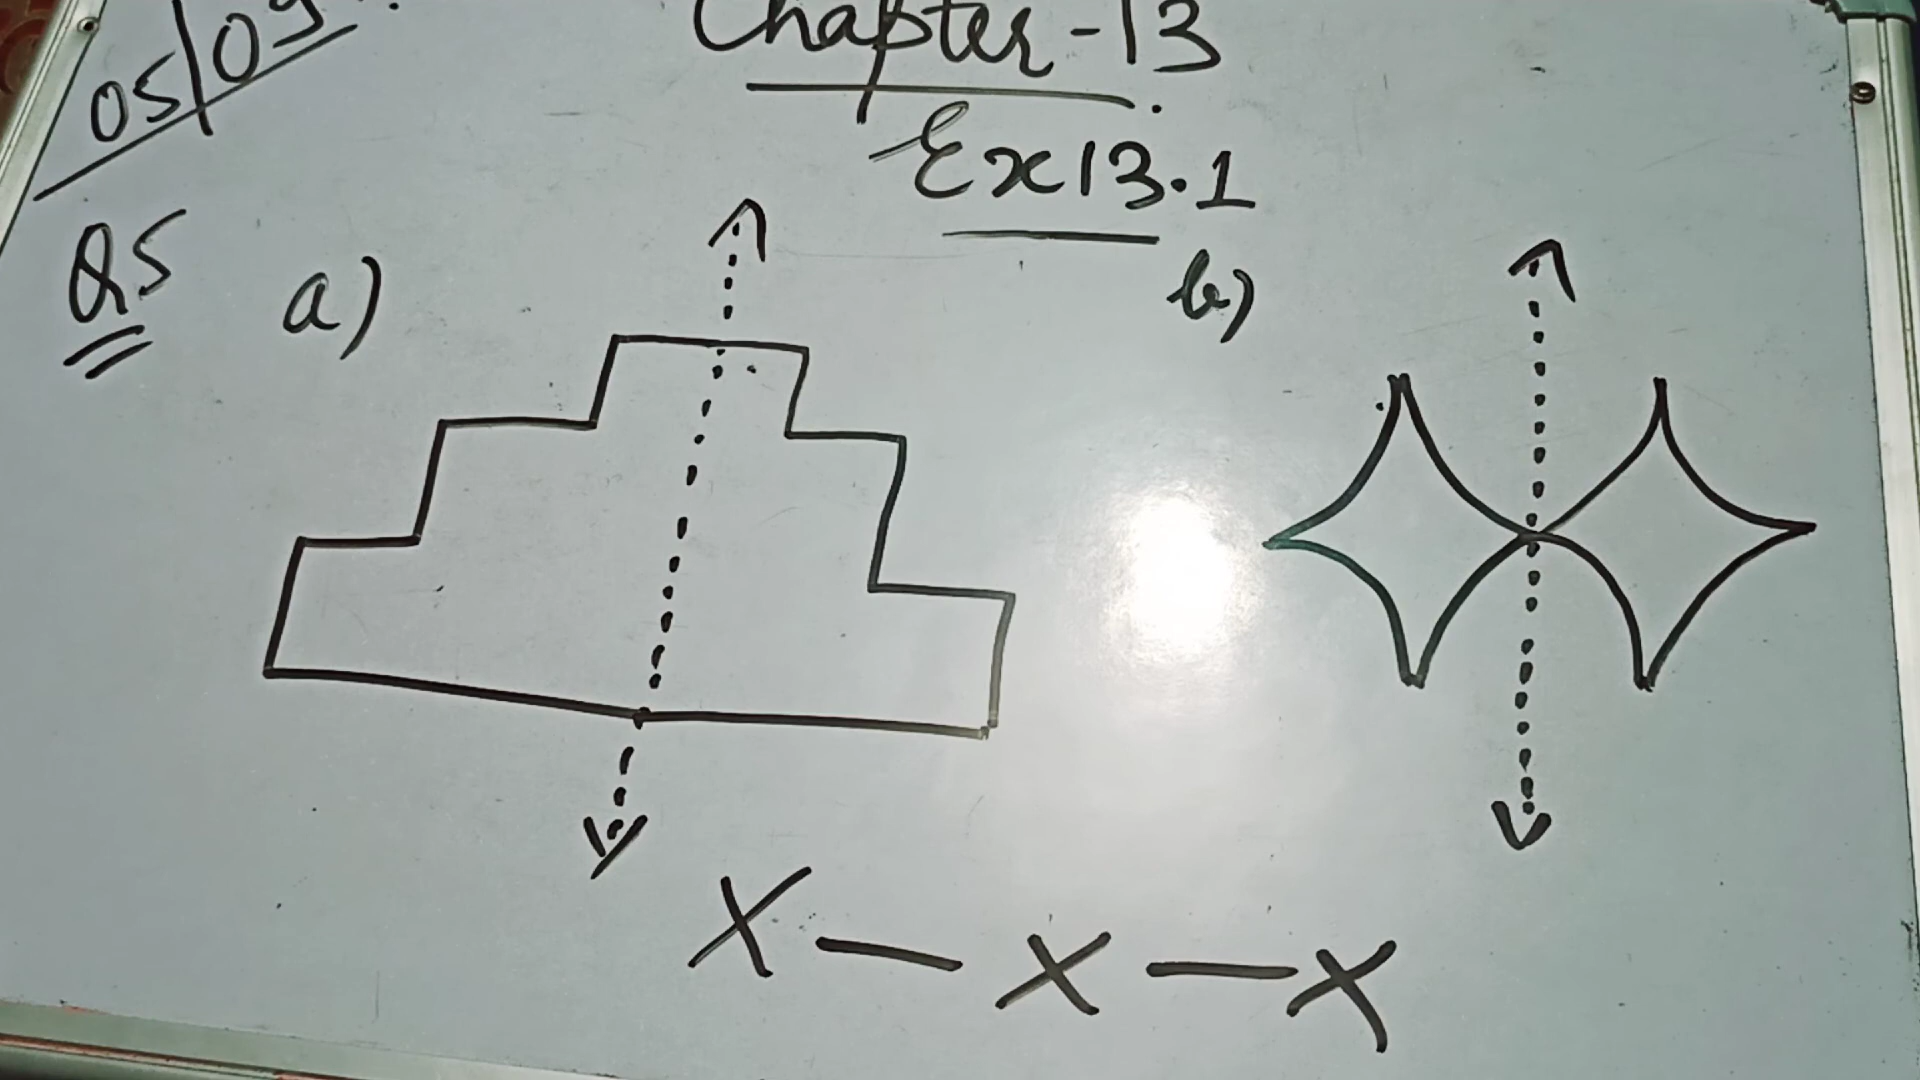 05/09
Chapter-13
Ex13.1
Q5 a) b)
X — X — X